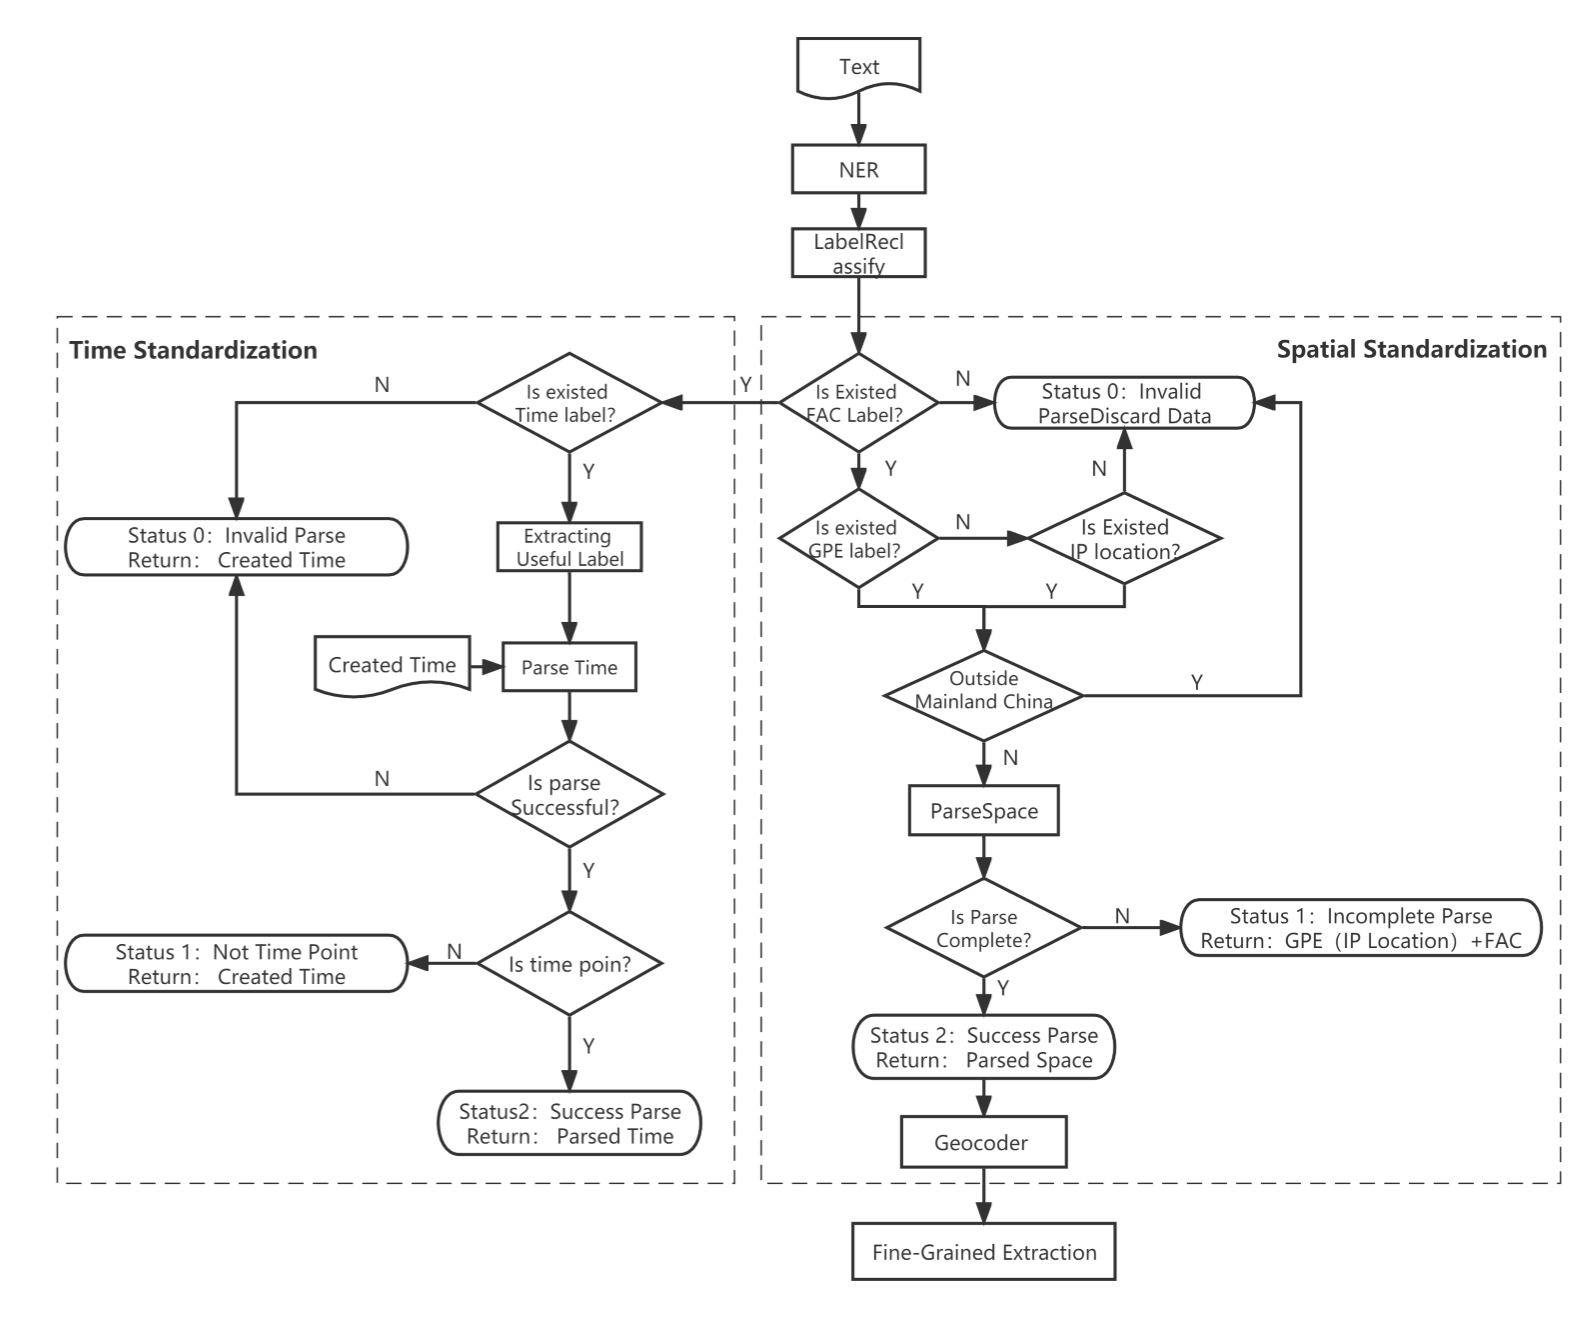 Text
NER
LabelRecl
assify
Time Standardization
Spatial Standardization
Is existed
Time label?
N
Y
Is Existed
FAC Label?
N
Status 0: Invalid
ParseDiscard Data
Y
Y
N
Status 0: Invalid Parse
Return: Created Time
Extracting
Useful Label
Is existed
GPE label?
N
Is Existed
IP location?
Y
Y
Created Time
Parse Time
Outside
Mainland China
Y
N
N
Is parse
Successful?
ParseSpace
Y
Is Parse
Complete?
N
Status 1: Incomplete Parse
Return: GPE (IP Location) +FAC
Status 1: Not Time Point
Return: Created Time
N
Is time poin?
Y
Y
Status 2: Success Parse
Return: Parsed Space
Status2: Success Parse
Return: Parsed Time
Geocoder
Fine-Grained Extraction